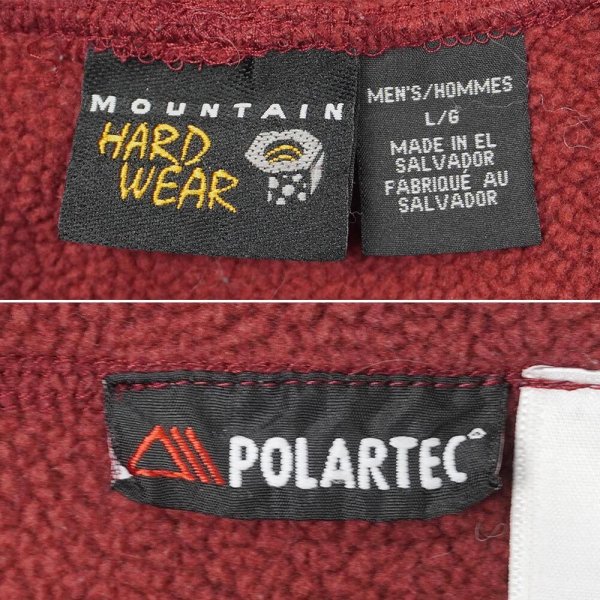 MOUNTAIN
HARD
WEAR
MEN'S/HOMMES
L/G
MADE IN EL
SALVADOR
FABRIQUÉ AU
SALVADOR
POLARTEC®